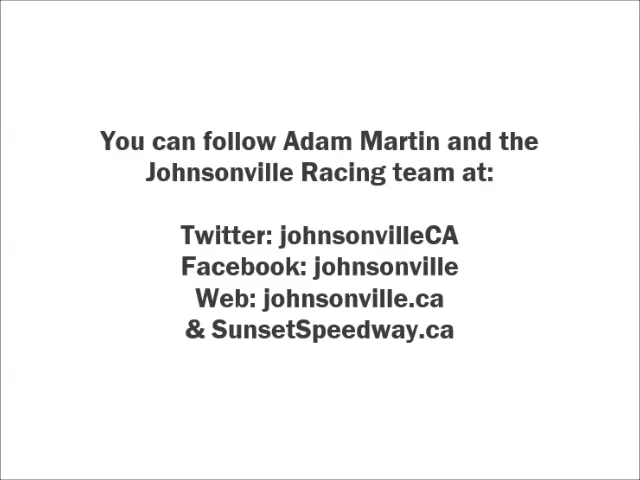 You can follow Adam Martin and the
Johnsonville Racing team at:
Twitter: johnsonvilleCA
Facebook: johnsonville
Web: johnsonville.ca
& SunsetSpeedway.ca